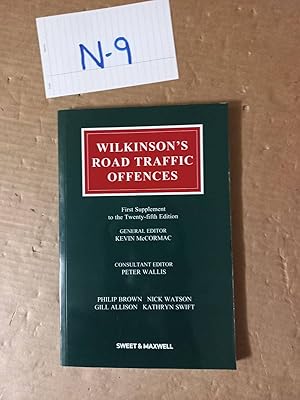 N-9
WILKINSON'S
ROAD TRAFFIC
OFFENCES
First Supplement
to the Twenty-fifth Edition
GENERAL EDITOR
KEVIN McCORMAC
CONSULTANT EDITOR
PETER WALLIS
PHILIP BROWN NICK WATSON
GILL ALLISON KATHRYN SWIFT
SWEET & MAXWELL